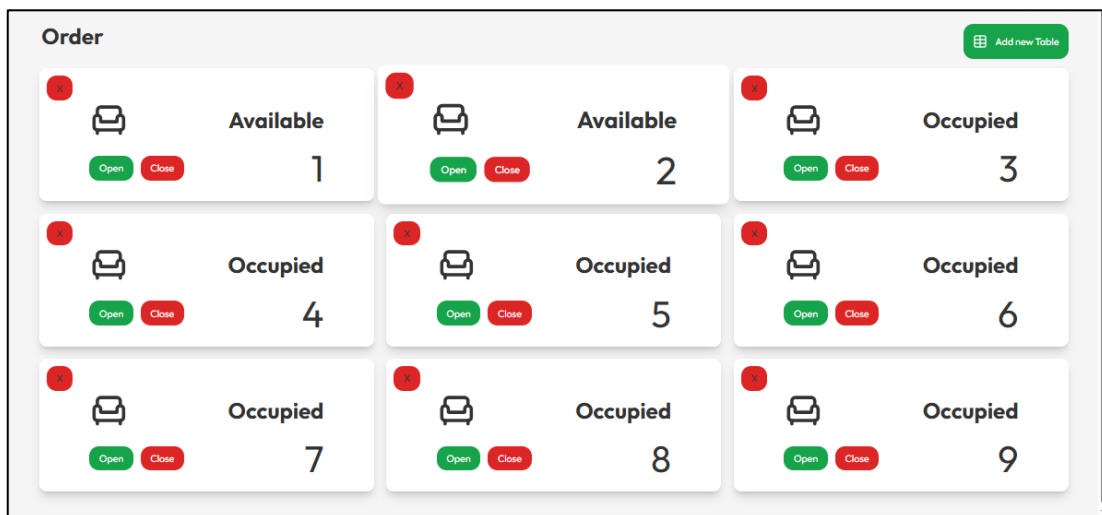 Order
Add new Table
X X X
Available Available Occupied
Open Close 1 Open Close 2 Open Close 3
X X X
Occupied Occupied Occupied
Open Close 4 Open Close 5 Open Close 6
X X X
Occupied Occupied Occupied
Open Close 7 Open Close 8 Open Close 9